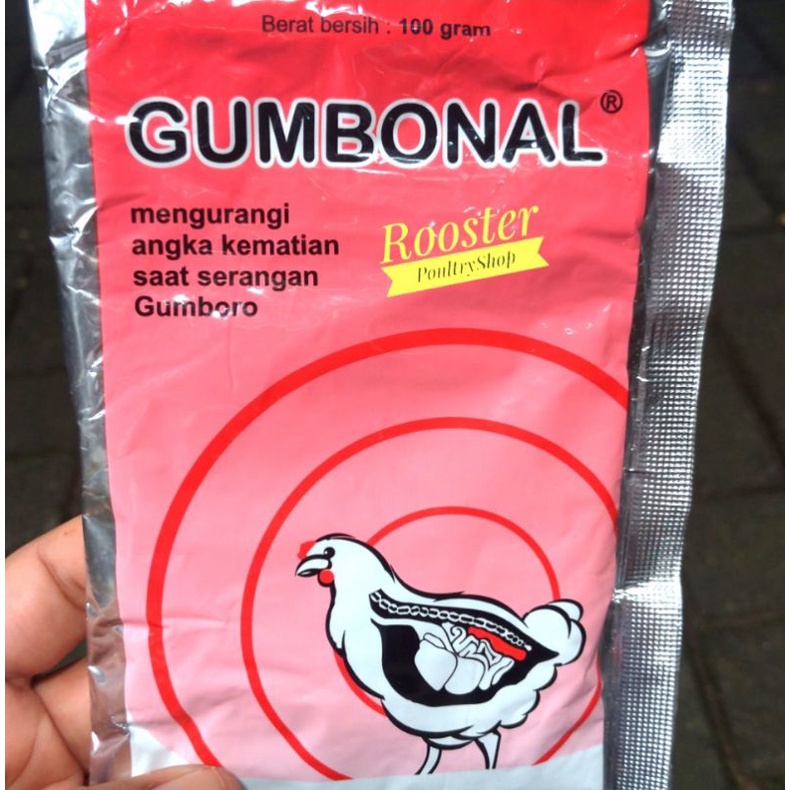 Berat bersih : 100 gram
GUMBONAL®
mengurangi
angka kematian
saat serangan
Gumboro
Rooster
PoultryShop